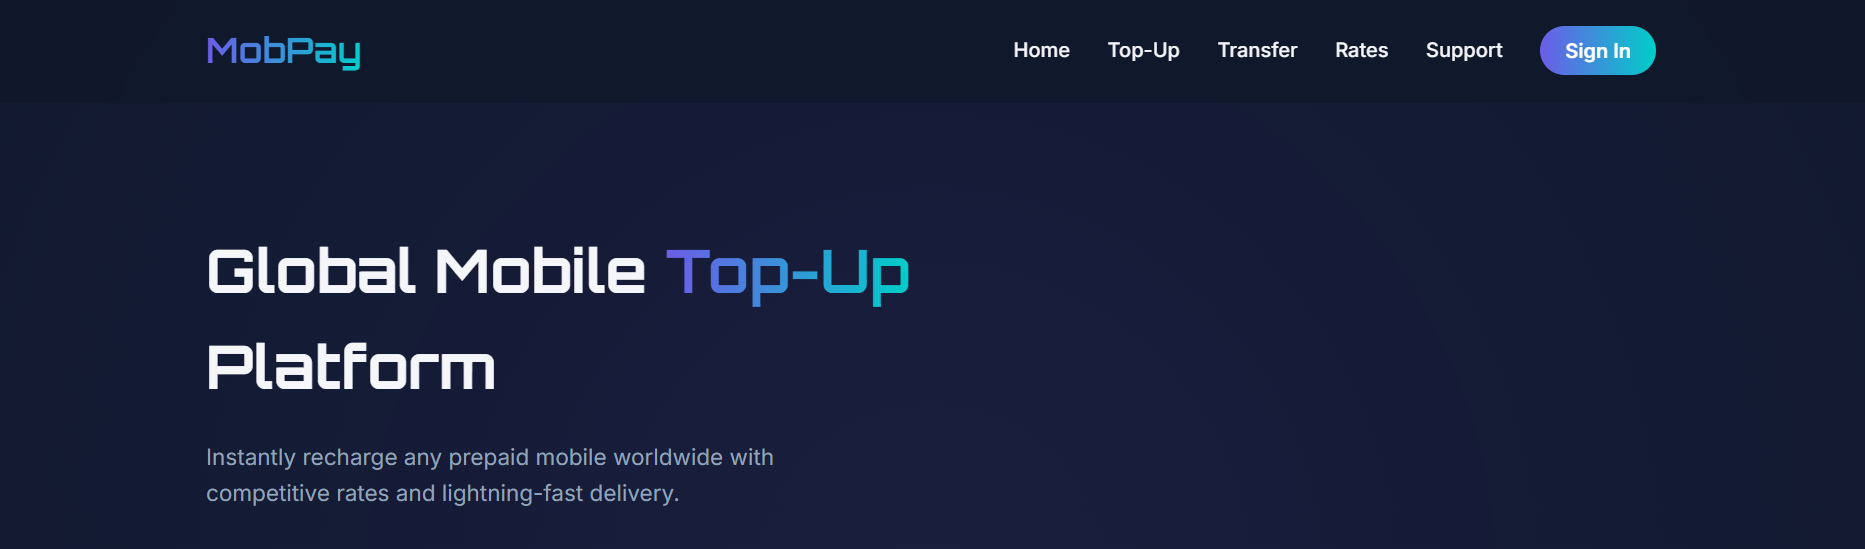 MobPay
Home Top-Up Transfer Rates Support Sign In
Global Mobile Top-Up
Platform
Instantly recharge any prepaid mobile worldwide with
competitive rates and lightning-fast delivery.